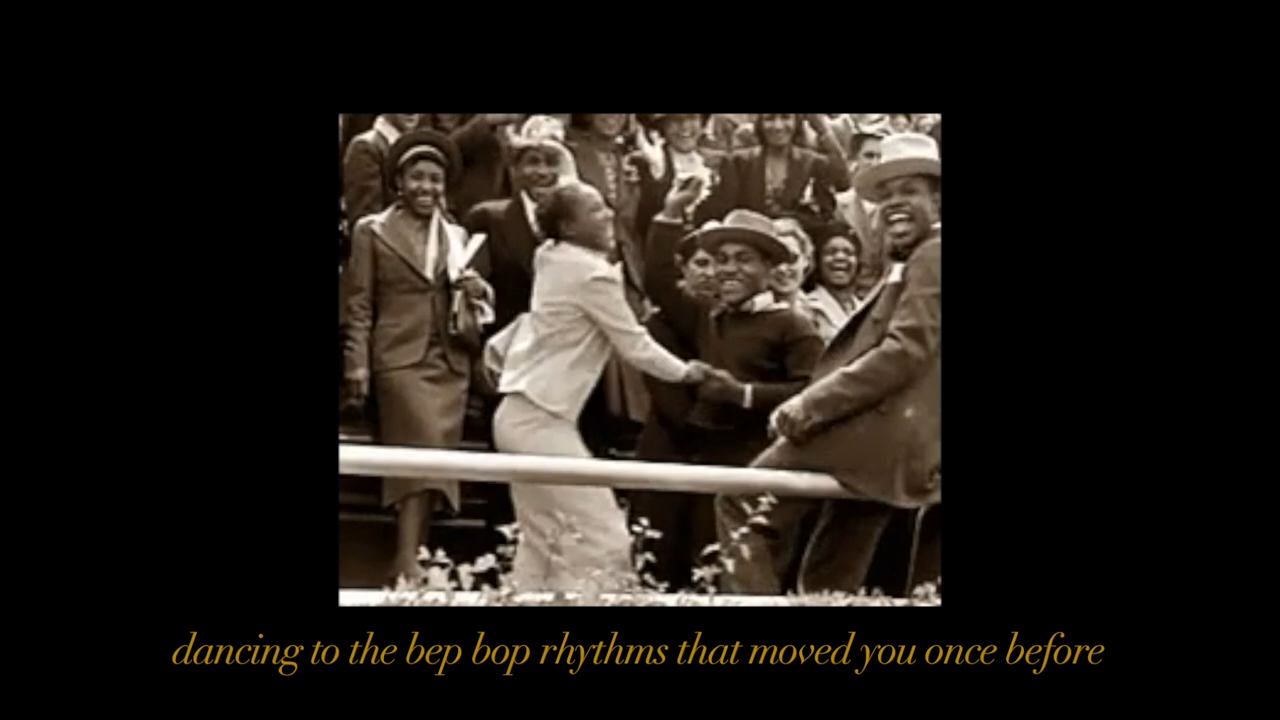 dancing to the bep bop rhythms that moved you once before